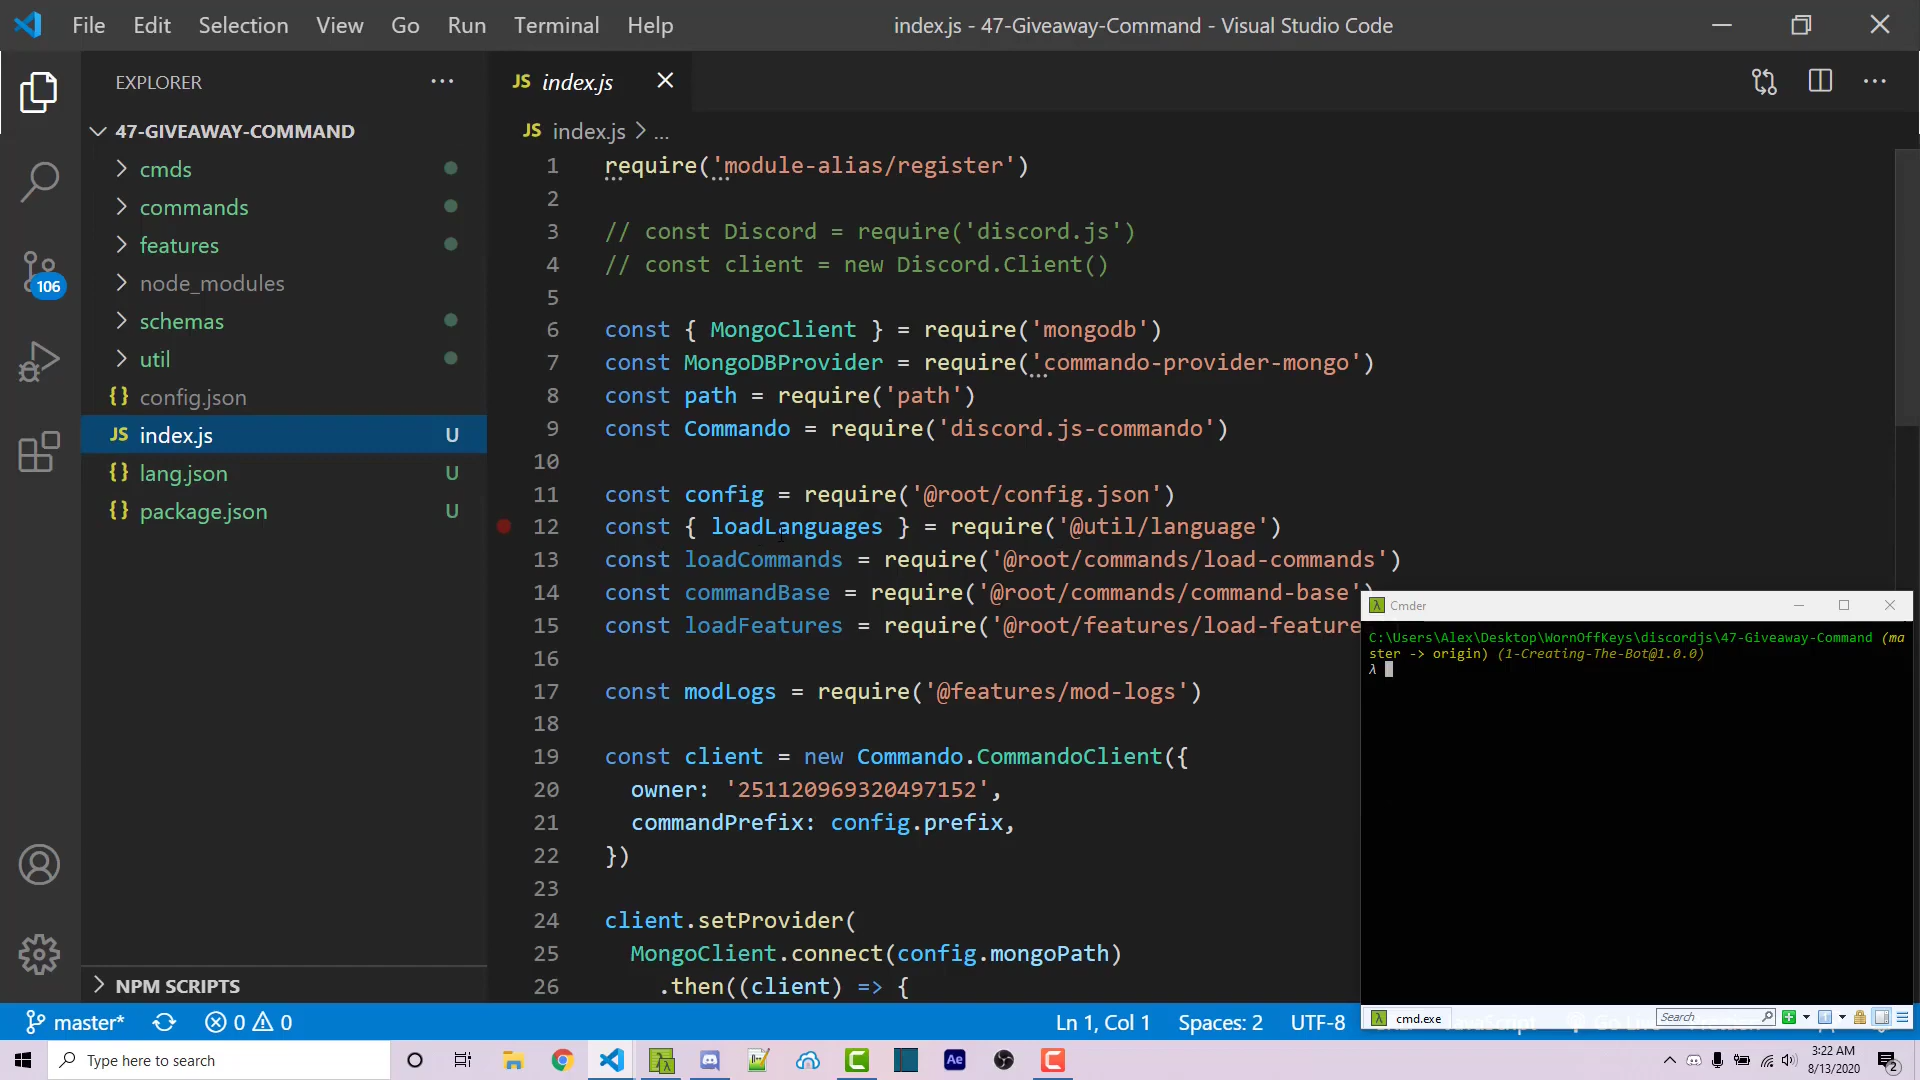 File Edit Selection View Go Run Terminal Help
index.js - 47-Giveaway-Command - Visual Studio Code
EXPLORER
47-GIVEAWAY-COMMAND
cmds
commands
features
node_modules
schemas
util
{} config.json
JS index.js U
{} lang.json U
{} package.json U
NPM SCRIPTS
106
JS index.js
JS index.js > ...
1 require('module-alias/register')
2
3 // const Discord = require('discord.js')
4 // const client = new Discord.Client()
5
6 const { MongoClient } = require('mongodb')
7 const MongoDBProvider = require('commando-provider-mongo')
8 const path = require('path')
9 const Commando = require('discord.js-commando')
10
11 const config = require('@root/config.json')
12 const { loadLanguages } = require('@util/language')
13 const loadCommands = require('@root/commands/load-commands')
14 const commandBase = require('@root/commands/command-base')
15 const loadFeatures = require('@root/features/load-feature
16
17 const modLogs = require('@features/mod-logs')
18
19 const client = new Commando.CommandoClient({
20 owner: '251120969320497152',
21 commandPrefix: config.prefix,
22 })
23
24 client.setProvider(
25 MongoClient.connect(config.mongoPath)
26 .then((client) => {
Cmder
C:\Users\Alex\Desktop\WornOffKeys\discordjs\47-Giveaway-Command (ma
ster -> origin) (1-Creating-The-Bot@1.0.0)
λ
cmd.exe
Search
master* 0 0
Ln 1, Col 1 Spaces: 2 UTF-8
Type here to search
3:22 AM
8/13/2020
2